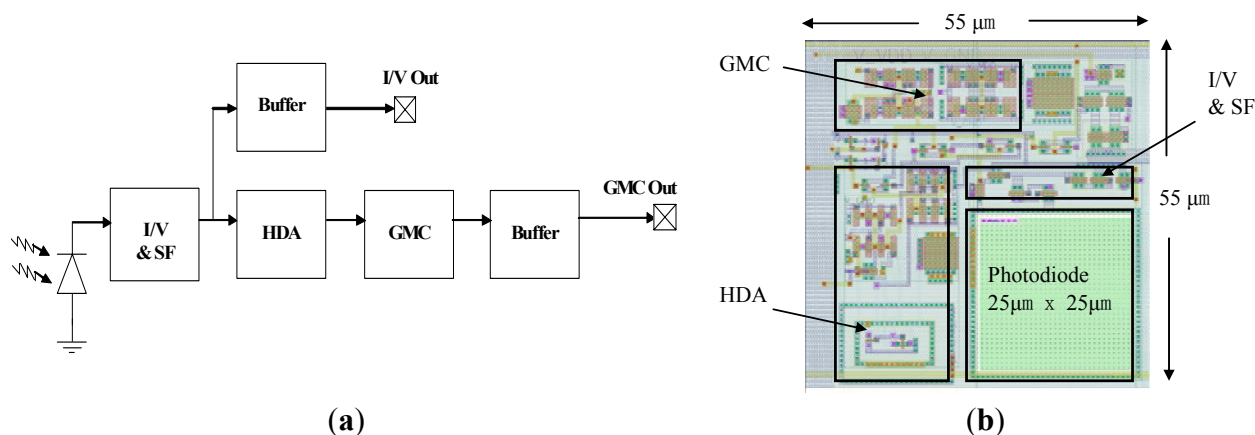 Buffer
I/V Out
I/V
& SF
HDA
GMC
Buffer
GMC Out
(a)
55 μm
GMC
I/V
& SF
55 μm
HDA
Photodiode
25μm x 25μm
(b)